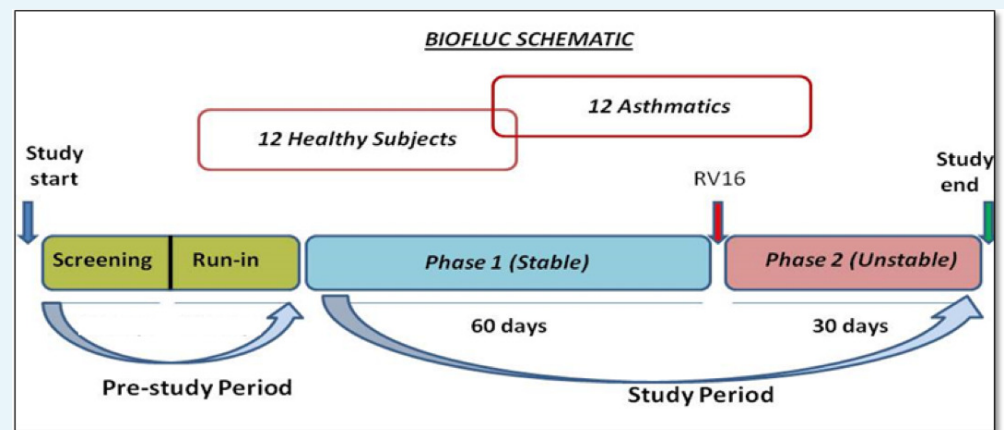 BIOFLUC SCHEMATIC
12 Asthmatics
12 Healthy Subjects
Study
start
RV16
Study
end
Screening
Run-in
Phase 1 (Stable)
Phase 2 (Unstable)
60 days
30 days
Pre-study Period
Study Period